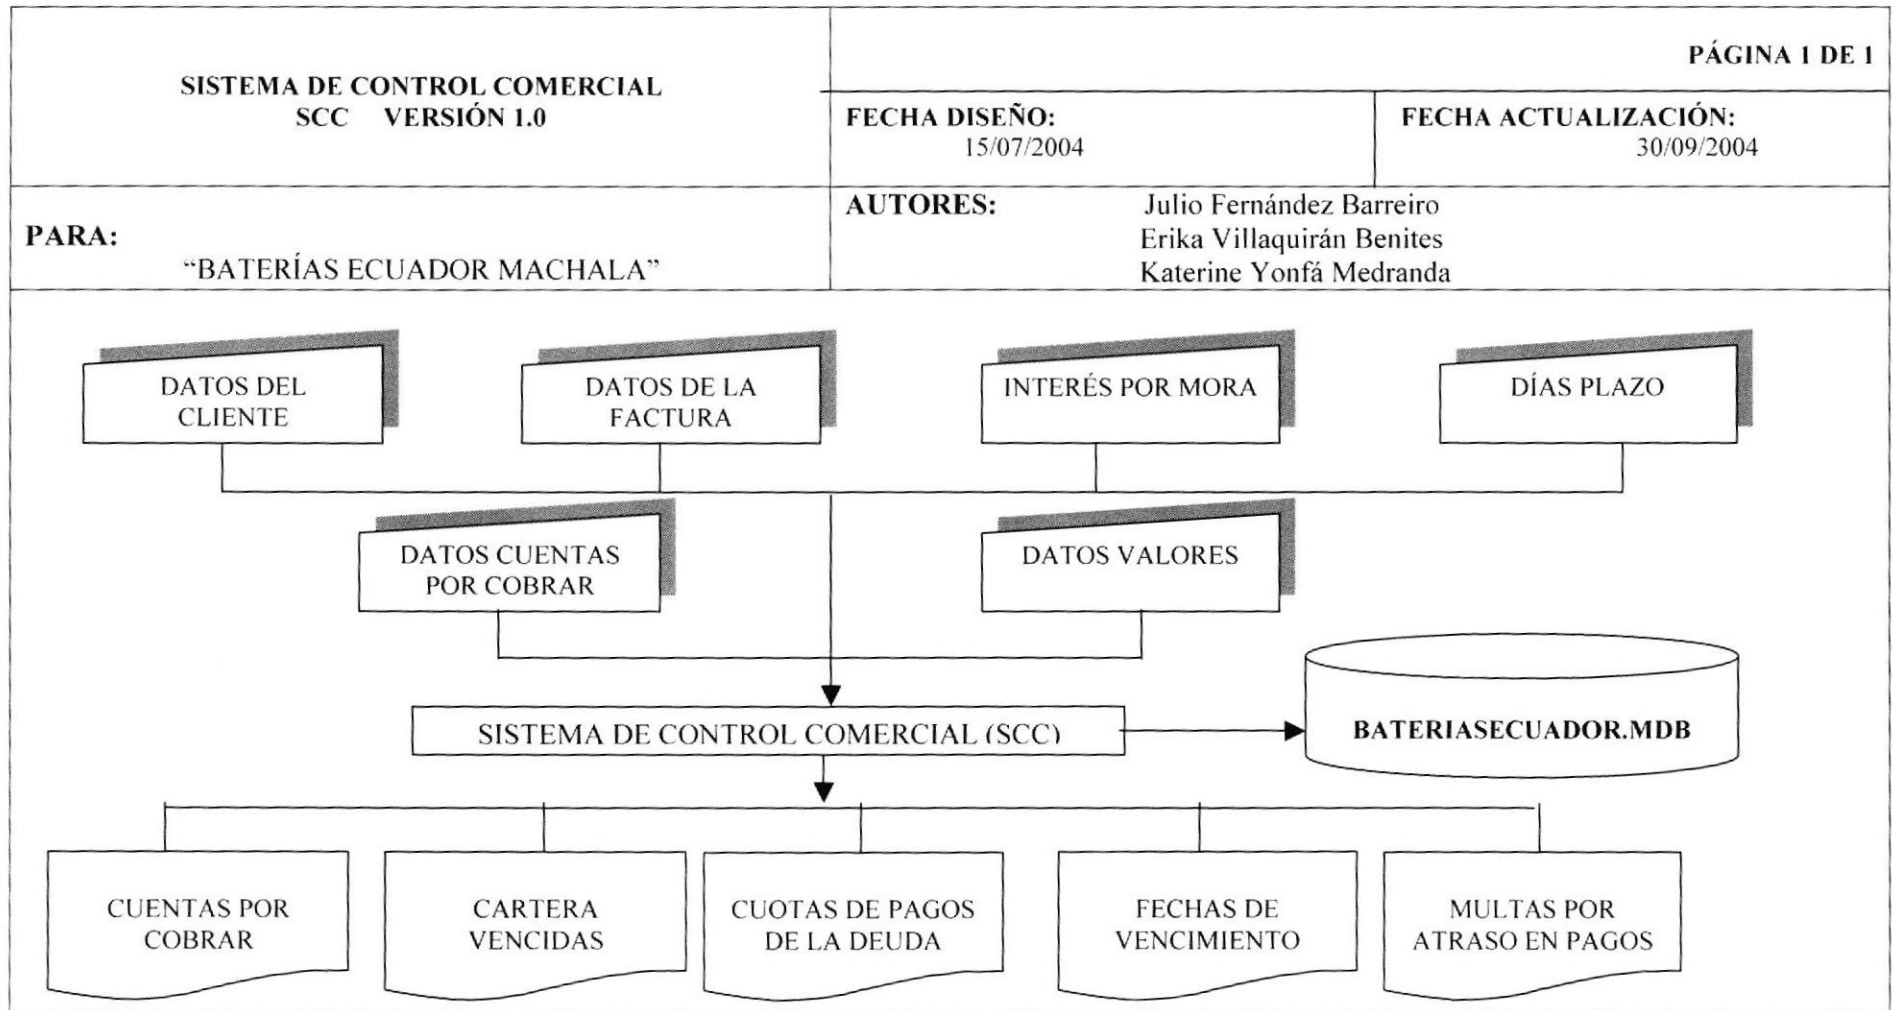 PÁGINA 1 DE 1
SISTEMA DE CONTROL COMERCIAL
SCC VERSIÓN 1.0
FECHA DISEÑO:
15/07/2004
FECHA ACTUALIZACIÓN:
30/09/2004
PARA:
“BATERÍAS ECUADOR MACHALA”
AUTORES: Julio Fernández Barreiro
Erika Villaquirán Benites
Katerine Yonfá Medranda
DATOS DEL
CLIENTE
DATOS DE LA
FACTURA
INTERÉS POR MORA
DÍAS PLAZO
DATOS CUENTAS
POR COBRAR
DATOS VALORES
SISTEMA DE CONTROL COMERCIAL (SCC)
BATERIASECUADOR.MDB
CUENTAS POR
COBRAR
CARTERA
VENCIDAS
CUOTAS DE PAGOS
DE LA DEUDA
FECHAS DE
VENCIMIENTO
MULTAS POR
ATRASO EN PAGOS